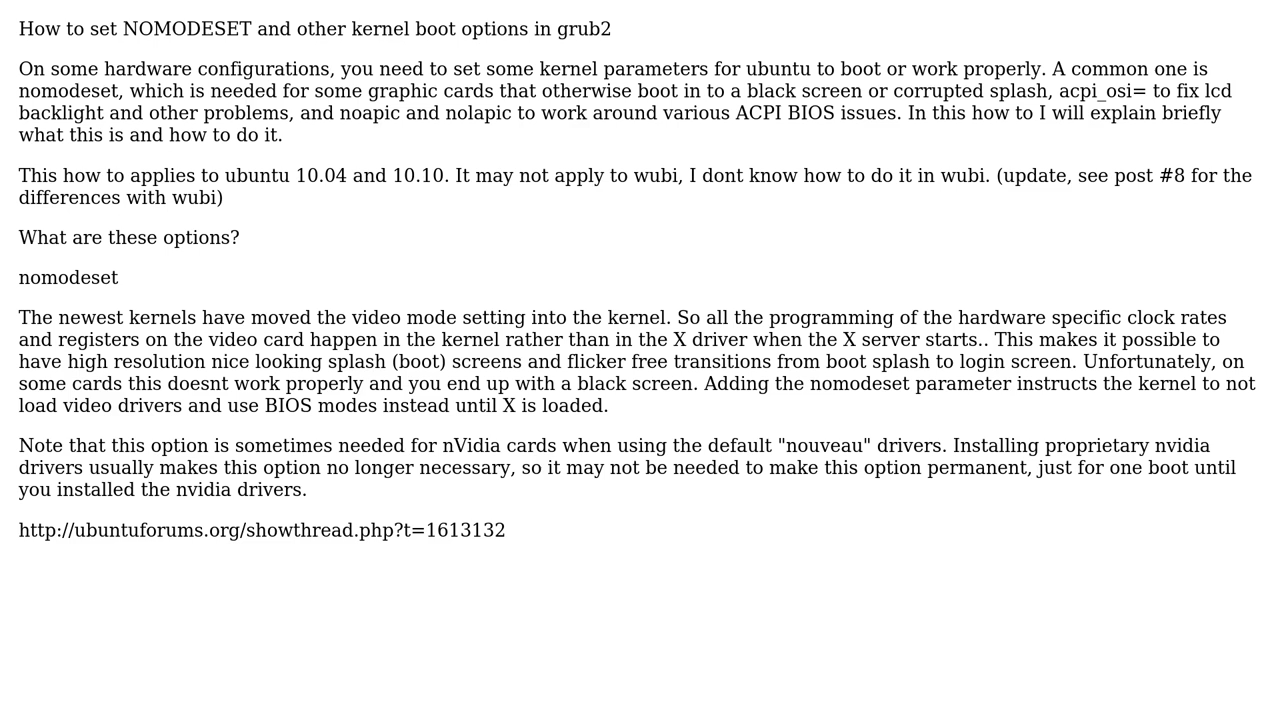 How to set NOMODESET and other kernel boot options in grub2
On some hardware configurations, you need to set some kernel parameters for ubuntu to boot or work properly. A common one is
nomodeset, which is needed for some graphic cards that otherwise boot in to a black screen or corrupted splash, acpi_osi= to fix lcd
backlight and other problems, and noapic and nolapic to work around various ACPI BIOS issues. In this how to I will explain briefly
what this is and how to do it.
This how to applies to ubuntu 10.04 and 10.10. It may not apply to wubi, I dont know how to do it in wubi. (update, see post #8 for the
differences with wubi)
What are these options?
nomodeset
The newest kernels have moved the video mode setting into the kernel. So all the programming of the hardware specific clock rates
and registers on the video card happen in the kernel rather than in the X driver when the X server starts.. This makes it possible to
have high resolution nice looking splash (boot) screens and flicker free transitions from boot splash to login screen. Unfortunately, on
some cards this doesnt work properly and you end up with a black screen. Adding the nomodeset parameter instructs the kernel to not
load video drivers and use BIOS modes instead until X is loaded.
Note that this option is sometimes needed for nVidia cards when using the default "nouveau" drivers. Installing proprietary nvidia
drivers usually makes this option no longer necessary, so it may not be needed to make this option permanent, just for one boot until
you installed the nvidia drivers.
http://ubuntuforums.org/showthread.php?t=1613132